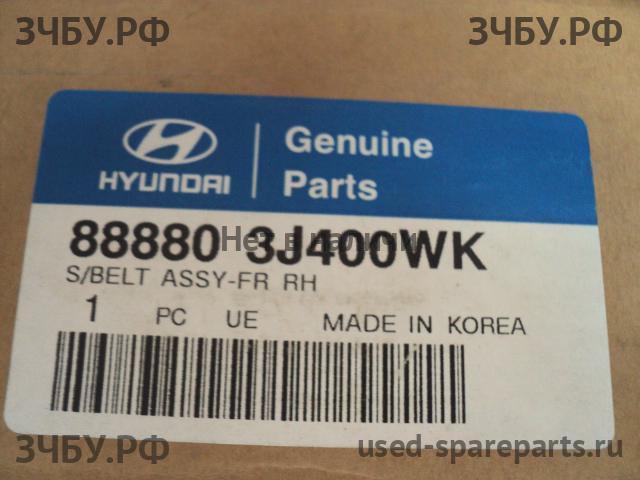 ЗЧБУ.РФ
ЗЧБУ.РФ
HYUNDAI
Genuine
Parts
88880 3J400WK
Нет в наличии
S/BELT ASSY-FR RH
1 PC UE MADE IN KOREA
ЗЧБУ.РФ
used-spareparts.ru